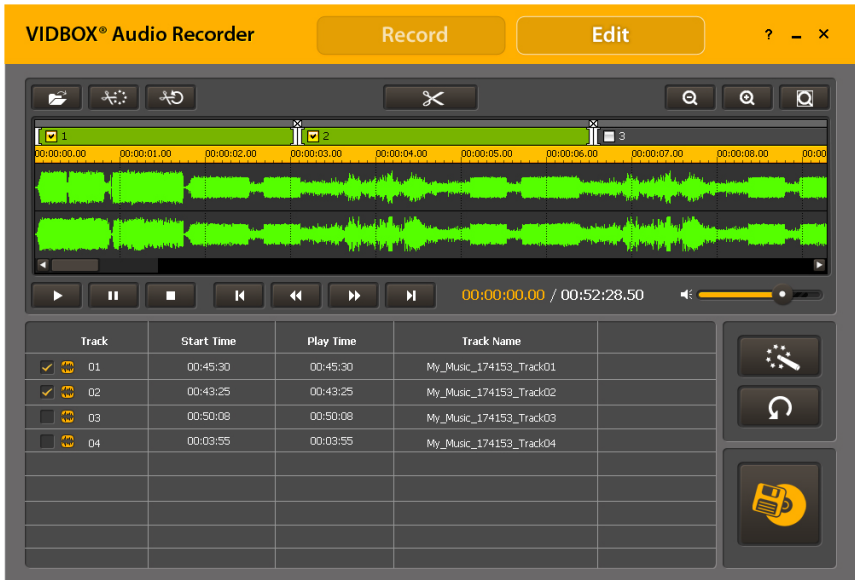 VIDBOX® Audio Recorder Record Edit ? _ ×
1 2 3
00:00:00.00 00:00:01.00 00:00:02.00 00:00:03.00 00:00:04.00 00:00:05.00 00:00:06.00 00:00:07.00 00:00:08.00 00:00
00:00:00.00 / 00:52:28.50
Track Start Time Play Time Track Name
01 00:45:30 00:45:30 My_Music_174153_Track01
02 00:43:25 00:43:25 My_Music_174153_Track02
03 00:50:08 00:50:08 My_Music_174153_Track03
04 00:03:55 00:03:55 My_Music_174153_Track04